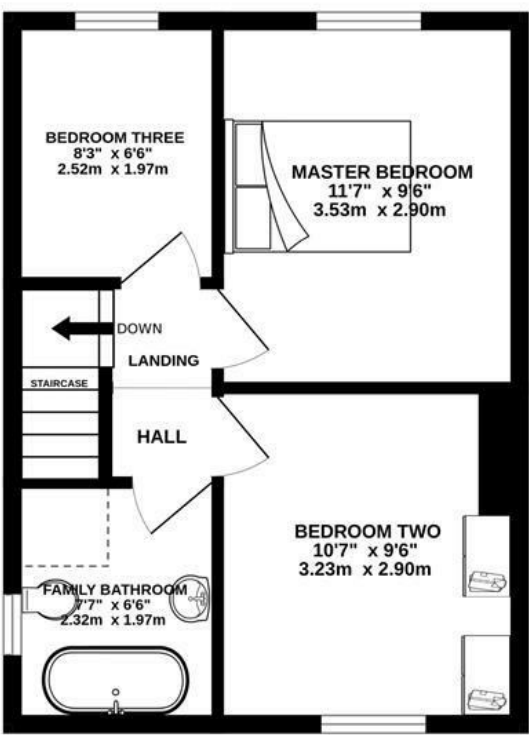 BEDROOM THREE
8'3" x 6'6"
2.52m x 1.97m
MASTER BEDROOM
11'7" x 9'6"
3.53m x 2.90m
DOWN
LANDING
STAIRCASE
HALL
BEDROOM TWO
10'7" x 9'6"
3.23m x 2.90m
FAMILY BATHROOM
7'7" x 6'6"
2.32m x 1.97m